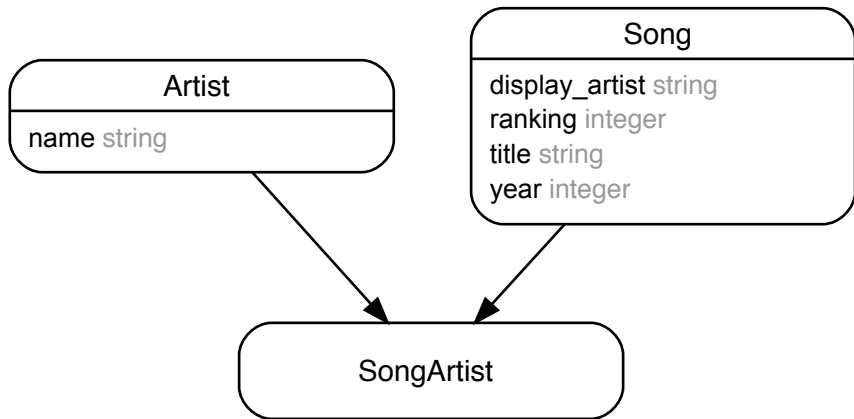 Artist
name string
Song
display_artist string
ranking integer
title string
year integer
SongArtist